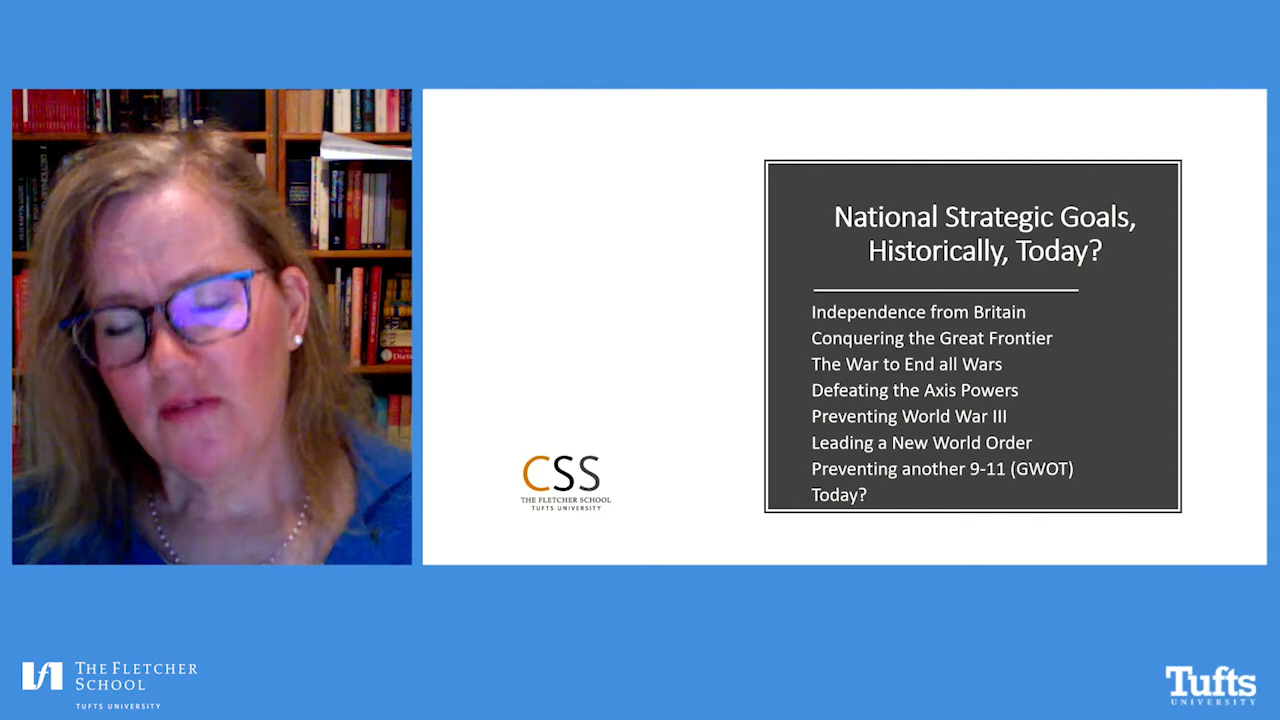 National Strategic Goals,
Historically, Today?
Independence from Britain
Conquering the Great Frontier
The War to End all Wars
Defeating the Axis Powers
Preventing World War III
Leading a New World Order
Preventing another 9-11 (GWOT)
Today?
CSS
THE FLETCHER SCHOOL
TUFTS UNIVERSITY
THE FLETCHER
SCHOOL
TUFTS UNIVERSITY
Tufts
UNIVERSITY